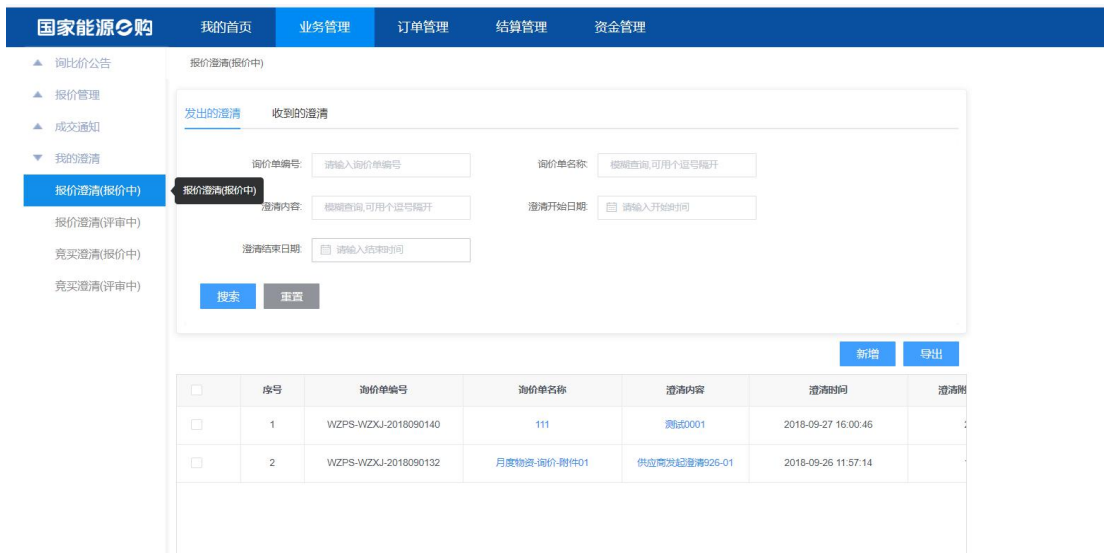 国家能源e购 我的首页 业务管理 订单管理 结算管理 资金管理
询比价公告
报价管理
成交通知
我的澄清
报价澄清(报价中)
报价澄清(评审中)
竞买澄清(报价中)
竞买澄清(评审中)
报价澄清(报价中)
报价澄清(报价中)
发出的澄清 收到的澄清
询价单编号: 请输入询价单编号 询价单名称: 模糊查询,可用个逗号隔开
澄清内容: 模糊查询,可用个逗号隔开 澄清开始日期: 请输入开始时间
澄清结束日期: 请输入结束时间
搜索 重置
新增 导出
序号 询价单编号 询价单名称 澄清内容 澄清时间 澄清附
1 WZPS-WZXJ-2018090140 111 测试0001 2018-09-27 16:00:46
2 WZPS-WZXJ-2018090132 月度物资-询价-附件01 供应商发起澄清926-01 2018-09-26 11:57:14